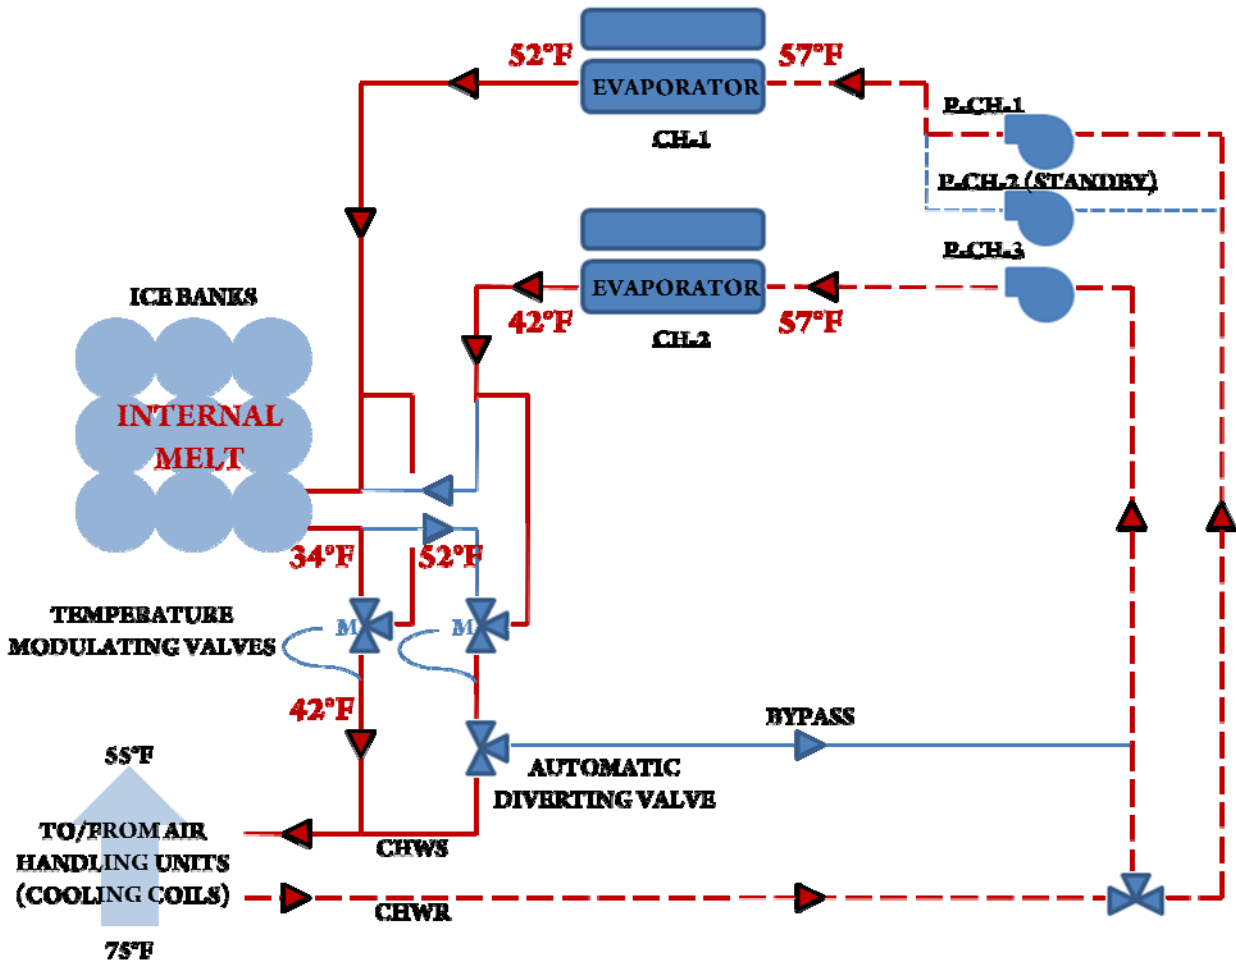 52°F
57°F
EVAPORATOR
CH-1
P-CH-1
P-CH-2 (STANDBY)
P-CH-3
EVAPORATOR
42°F
57°F
CH-2
ICE BANKS
INTERNAL
MELT
34°F
52°F
TEMPERATURE
MODULATING VALVES
M
M
42°F
BYPASS
AUTOMATIC
DIVERTING VALVE
55°F
TO/FROM AIR
HANDLING UNITS
(COOLING COILS)
75°F
CHWS
CHWR